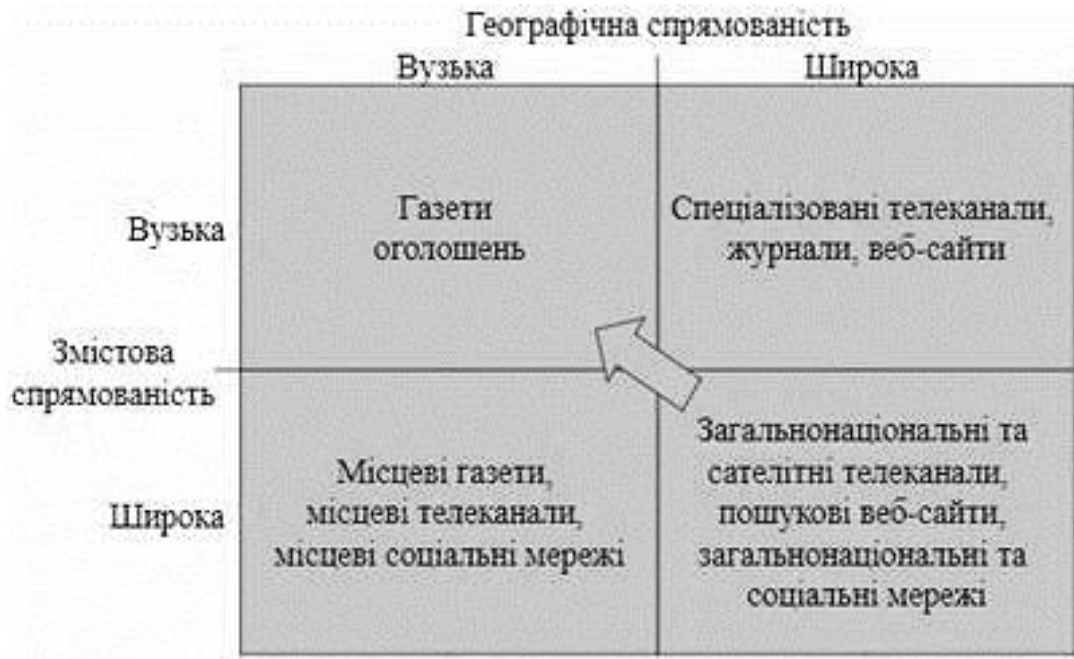 Географічна спрямованість
Вузька
Широка
Вузька
Газети
оголошень
Спеціалізовані телеканали,
журнали, веб-сайти
Змістова
спрямованість
Широка
Місцеві газети,
місцеві телеканали,
місцеві соціальні мережі
Загальнонаціональні та
сателітні телеканали,
пошукові веб-сайти,
загальнонаціональні та
соціальні мережі